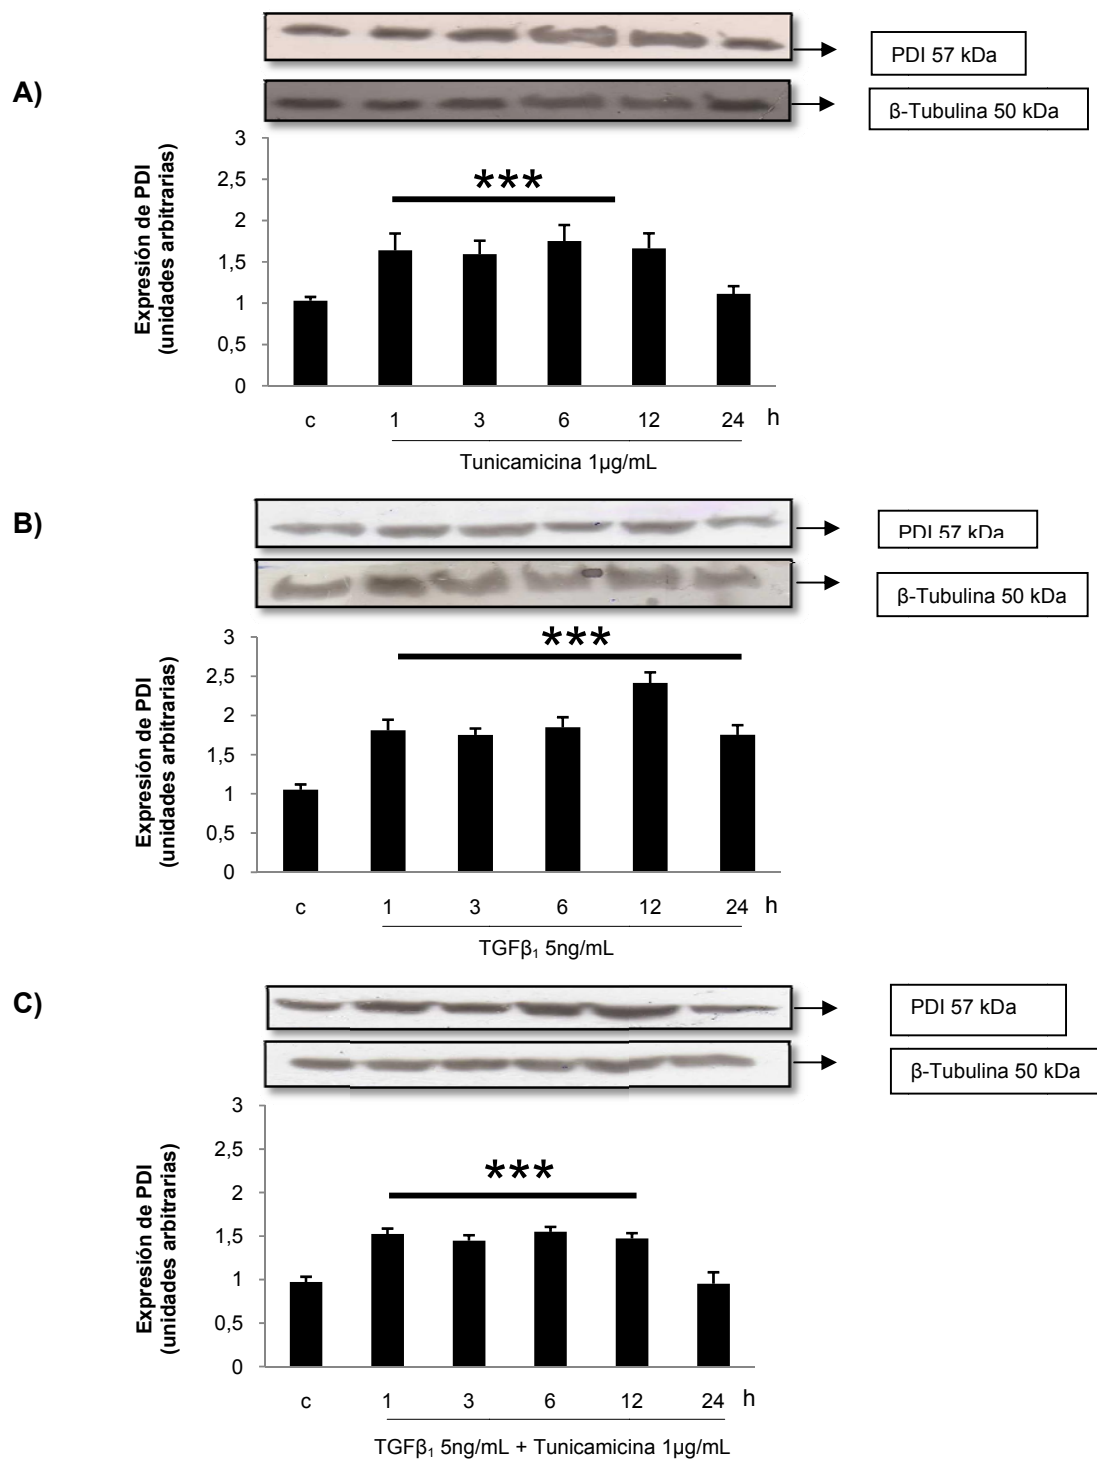 A)
PDI 57 kDa
β-Tubulina 50 kDa
Expresión de PDI
(unidades arbitrarias)
3
2,5
2
1,5
1
0,5
0
***
c 1 3 6 12 24 h
Tunicamicina 1µg/mL
B)
PDI 57 kDa
β-Tubulina 50 kDa
Expresión de PDI
(unidades arbitrarias)
3
2,5
2
1,5
1
0,5
0
***
c 1 3 6 12 24 h
TGFβ₁ 5ng/mL
C)
PDI 57 kDa
β-Tubulina 50 kDa
Expresión de PDI
(unidades arbitrarias)
3
2,5
2
1,5
1
0,5
0
***
c 1 3 6 12 24 h
TGFβ₁ 5ng/mL + Tunicamicina 1µg/mL